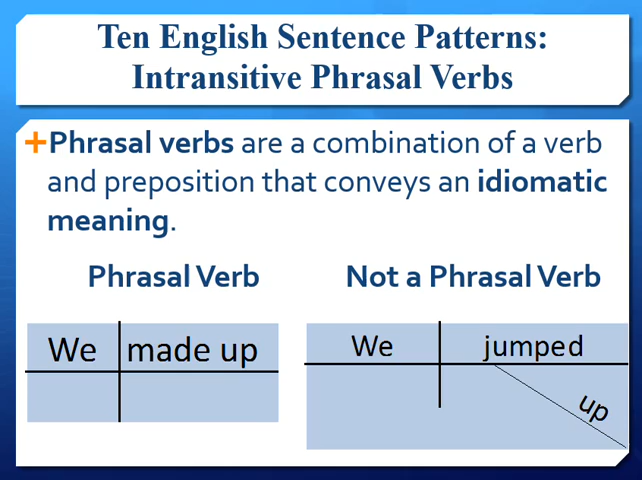 Ten English Sentence Patterns:
Intransitive Phrasal Verbs
+Phrasal verbs are a combination of a verb
and preposition that conveys an idiomatic
meaning.
Phrasal Verb
Not a Phrasal Verb
We made up
We jumped
up